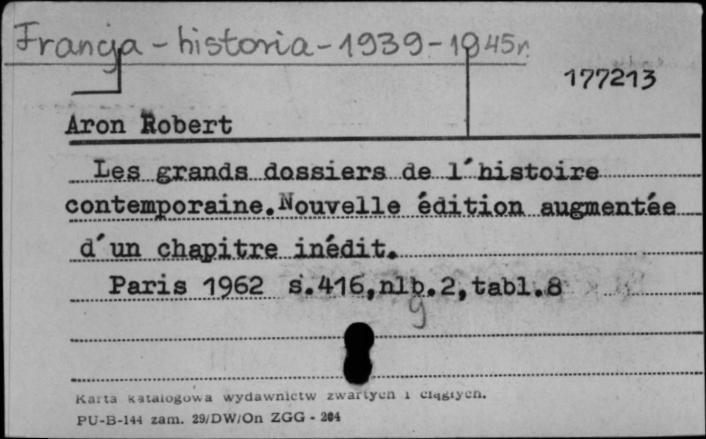 Francja - historia - 1939-1945r.
177213
Aron Robert
Les grands dossiers de l'histoire
contemporaine. Nouvelle édition augmentée
d'un chapitre inédit.
Paris 1962 s.416, nlb.2, tabl.8
9
Karta katalogowa wydawnictw zwartych i ciągłych.
PU-B-144 zam. 29/DW/On ZGG - 204